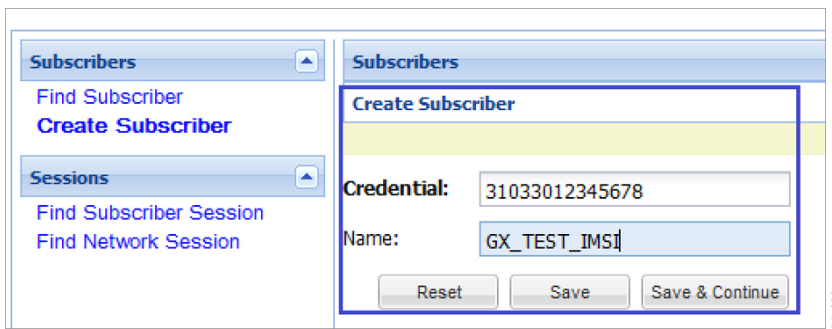 Subscribers
Find Subscriber
Create Subscriber
Sessions
Find Subscriber Session
Find Network Session
Subscribers
Create Subscriber
Credential: 31033012345678
Name: GX_TEST_IMSI
Reset Save Save & Continue